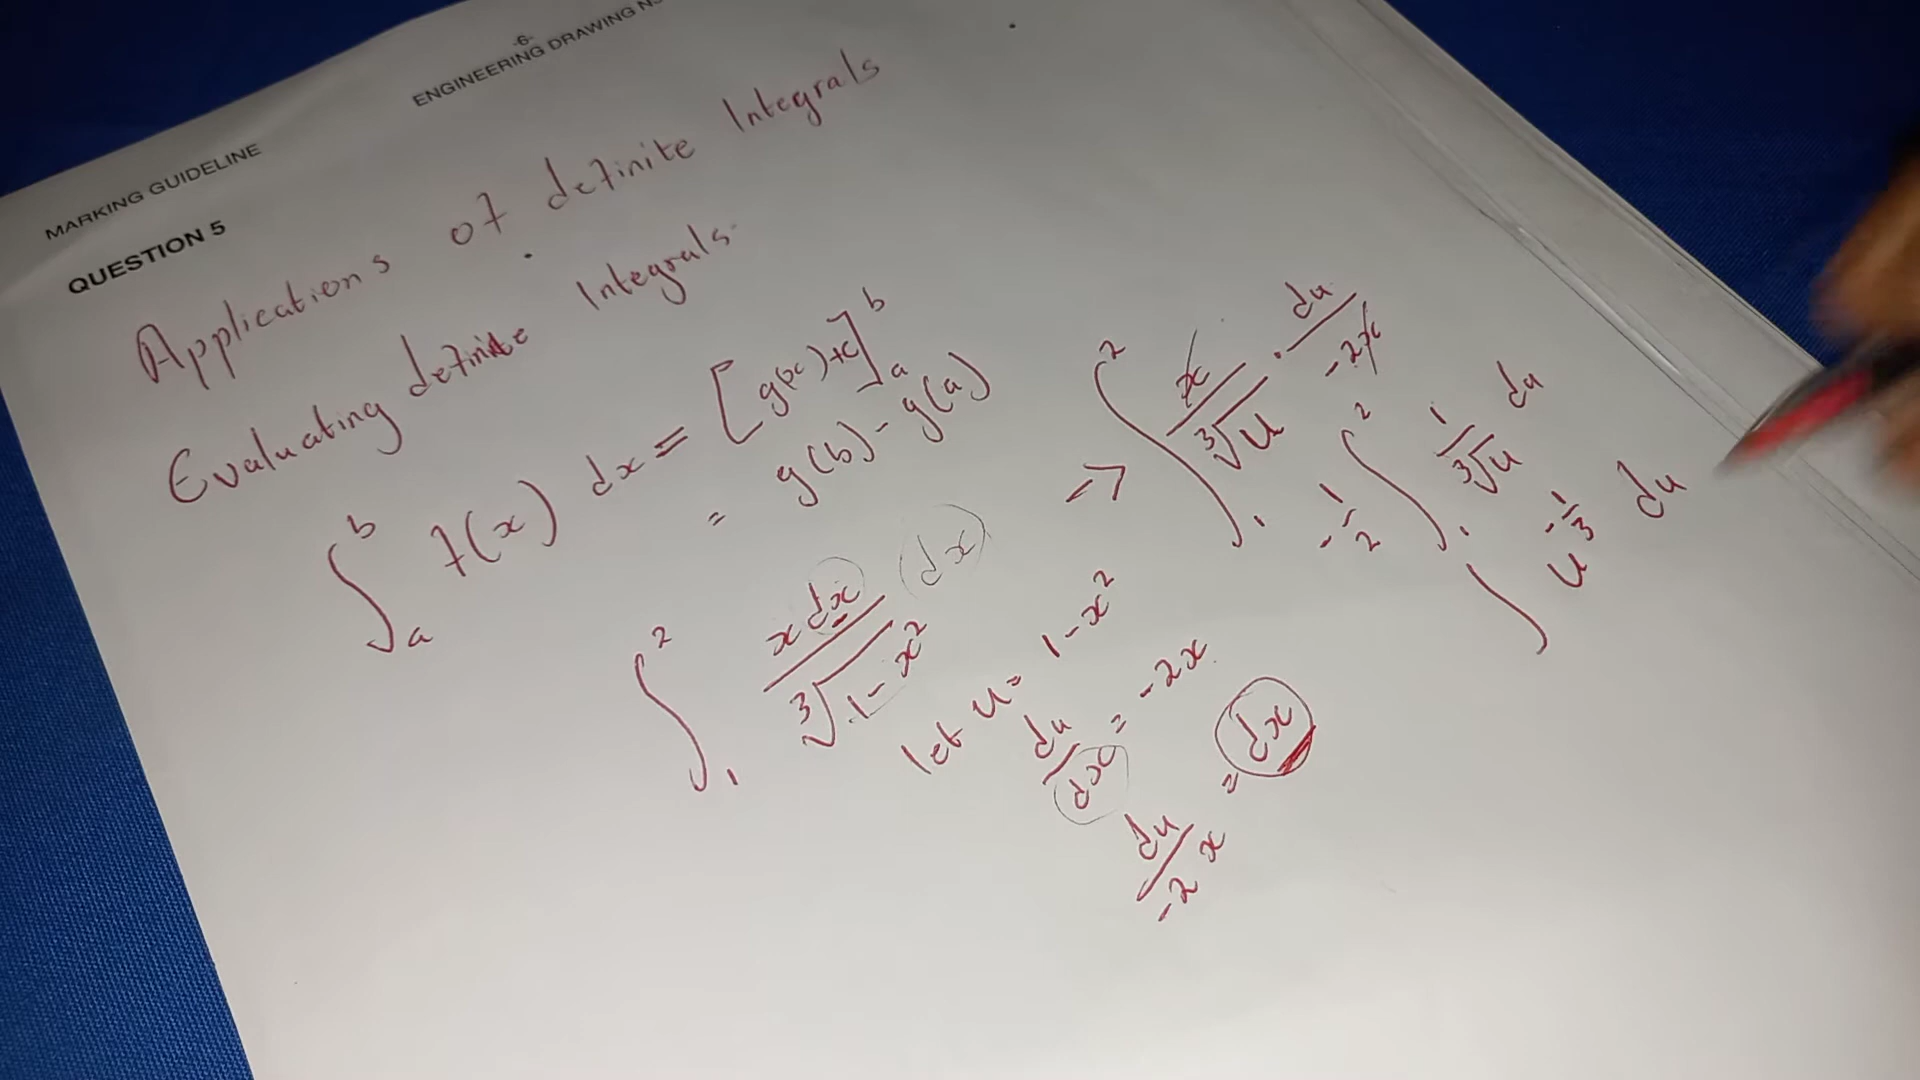 -6-
MARKING GUIDELINE
ENGINEERING DRAWING
QUESTION 5
Applications of definite Integrals
Evaluating definite Integrals.
∫_a^b f(x) dx = [g(x)+c]_a^b
= g(b) - g(a)
∫_1^2 x dx / ∛(1-x²) (dx)
let u = 1-x²
du/dx = -2x
du/-2x = dx
=> ∫_1^2 x/∛u · du/-2x
-1/2 ∫_1^2 1/∛u du
∫ u^(-1/3) du